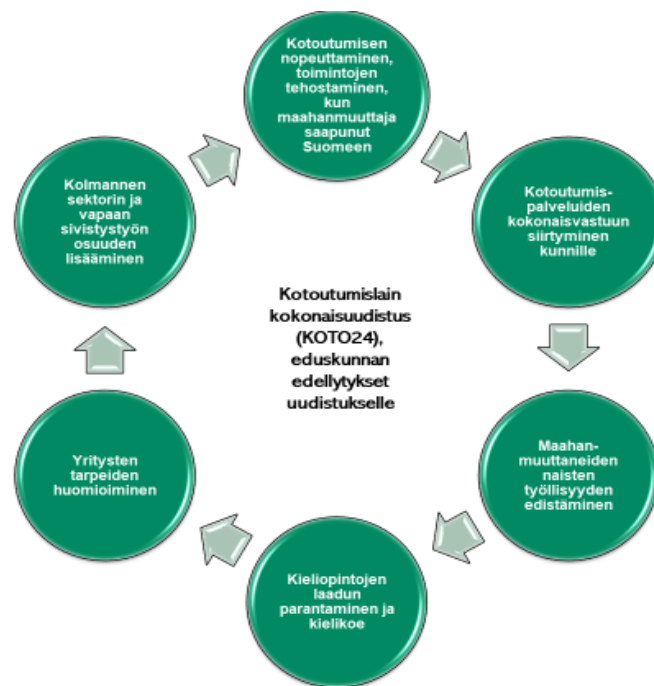 Kotoutumisen
nopeuttaminen,
toimintojen
tehostaminen,
kun
maahanmuuttaja
saapunut
Suomeen
Kotoutumis-
palveluiden
kokonaisvastuun
siirtyminen
kunnille
Maahan-
muuttaneiden
naisten
työllisyyden
edistäminen
Kieliopintojen
laadun
parantaminen ja
kielikoe
Yritysten
tarpeiden
huomioiminen
Kolmannen
sektorin ja
vapaan
sivistystyön
osuuden
lisääminen
Kotoutumislain
kokonaisuudistus
(KOTO24),
eduskunnan
edellytykset
uudistukselle